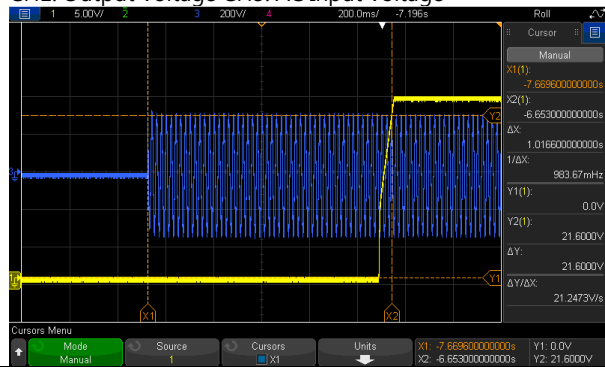 1 5.00V/ 2 3 200V/ 4 200.0ms/ -7.196s Roll
Cursor
Manual
X1(1):
-7.669600000000s
X2(1):
-6.653000000000s
ΔX:
1.016600000000s
1/ΔX:
983.67mHz
Y1(1):
0.0V
Y2(1):
21.6000V
ΔY:
21.6000V
ΔY/ΔX:
21.2473V/s
Y2
3
1
Y1
X1 X2
Cursors Menu
Mode Source Cursors Units X1: -7.669600000000s Y1: 0.0V
Manual 1 X1 X2: -6.653000000000s Y2: 21.6000V